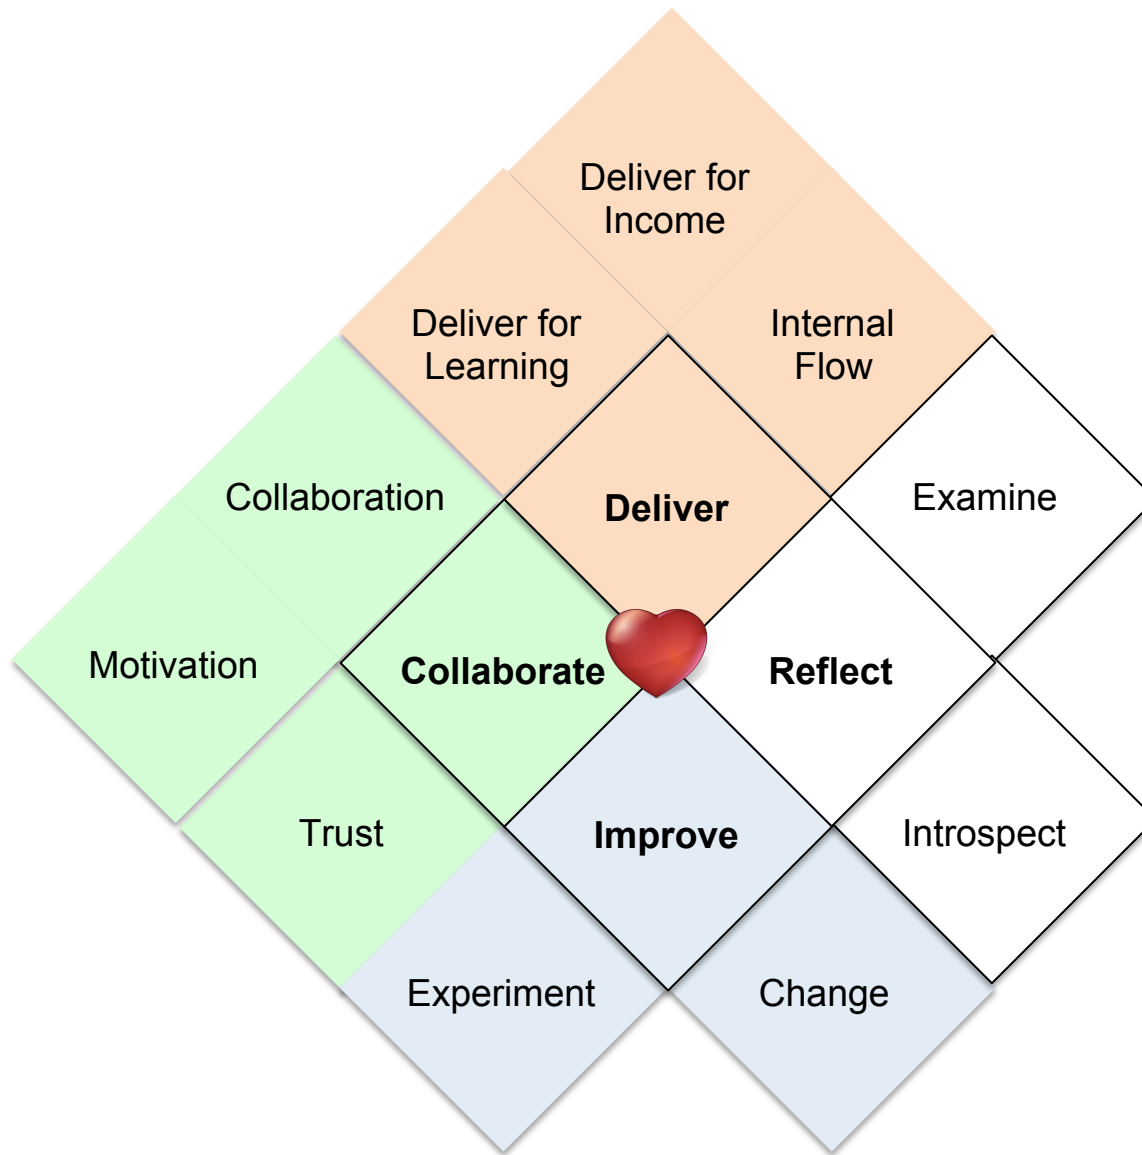 Deliver for
Income
Deliver for
Learning
Internal
Flow
Collaboration
Deliver
Examine
Motivation
Collaborate
Reflect
Trust
Improve
Introspect
Experiment
Change